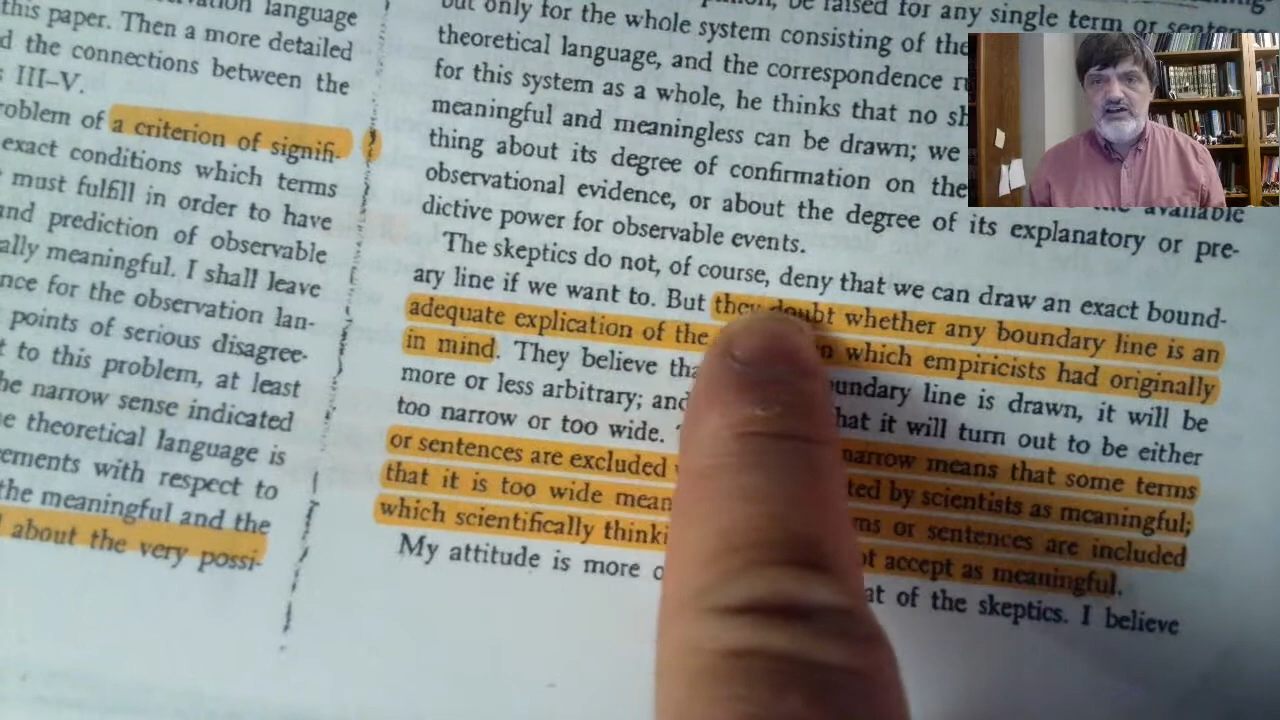 this paper. Then a more detailed
d the connections between the
III–V.
oblem of a criterion of signifi-
exact conditions which terms
must fulfill in order to have
and prediction of observable
ally meaningful. I shall leave
nce for the observation lan-
points of serious disagree-
t to this problem, at least
he narrow sense indicated
e theoretical language is
ements with respect to
the meaningful and the
about the very possi-
but only for the whole system consisting of the
theoretical language, and the correspondence
for this system as a whole, he thinks that no
meaningful and meaningless can be drawn; we
thing about its degree of confirmation on the available
observational evidence, or about the degree of its explanatory or pre-
dictive power for observable events.
The skeptics do not, of course, deny that we can draw an exact bound-
ary line if we want to. But they doubt whether any boundary line is an
adequate explication of the which empiricists had originally
in mind. They believe boundary line is drawn, it will be
more or less arbitrary; and that it will turn out to be either
too narrow or too wide. narrow means that some terms
or sentences are excluded by scientists as meaningful;
that it is too wide or sentences are included
which scientifically accept as meaningful.
My attitude is more of the skeptics. I believe